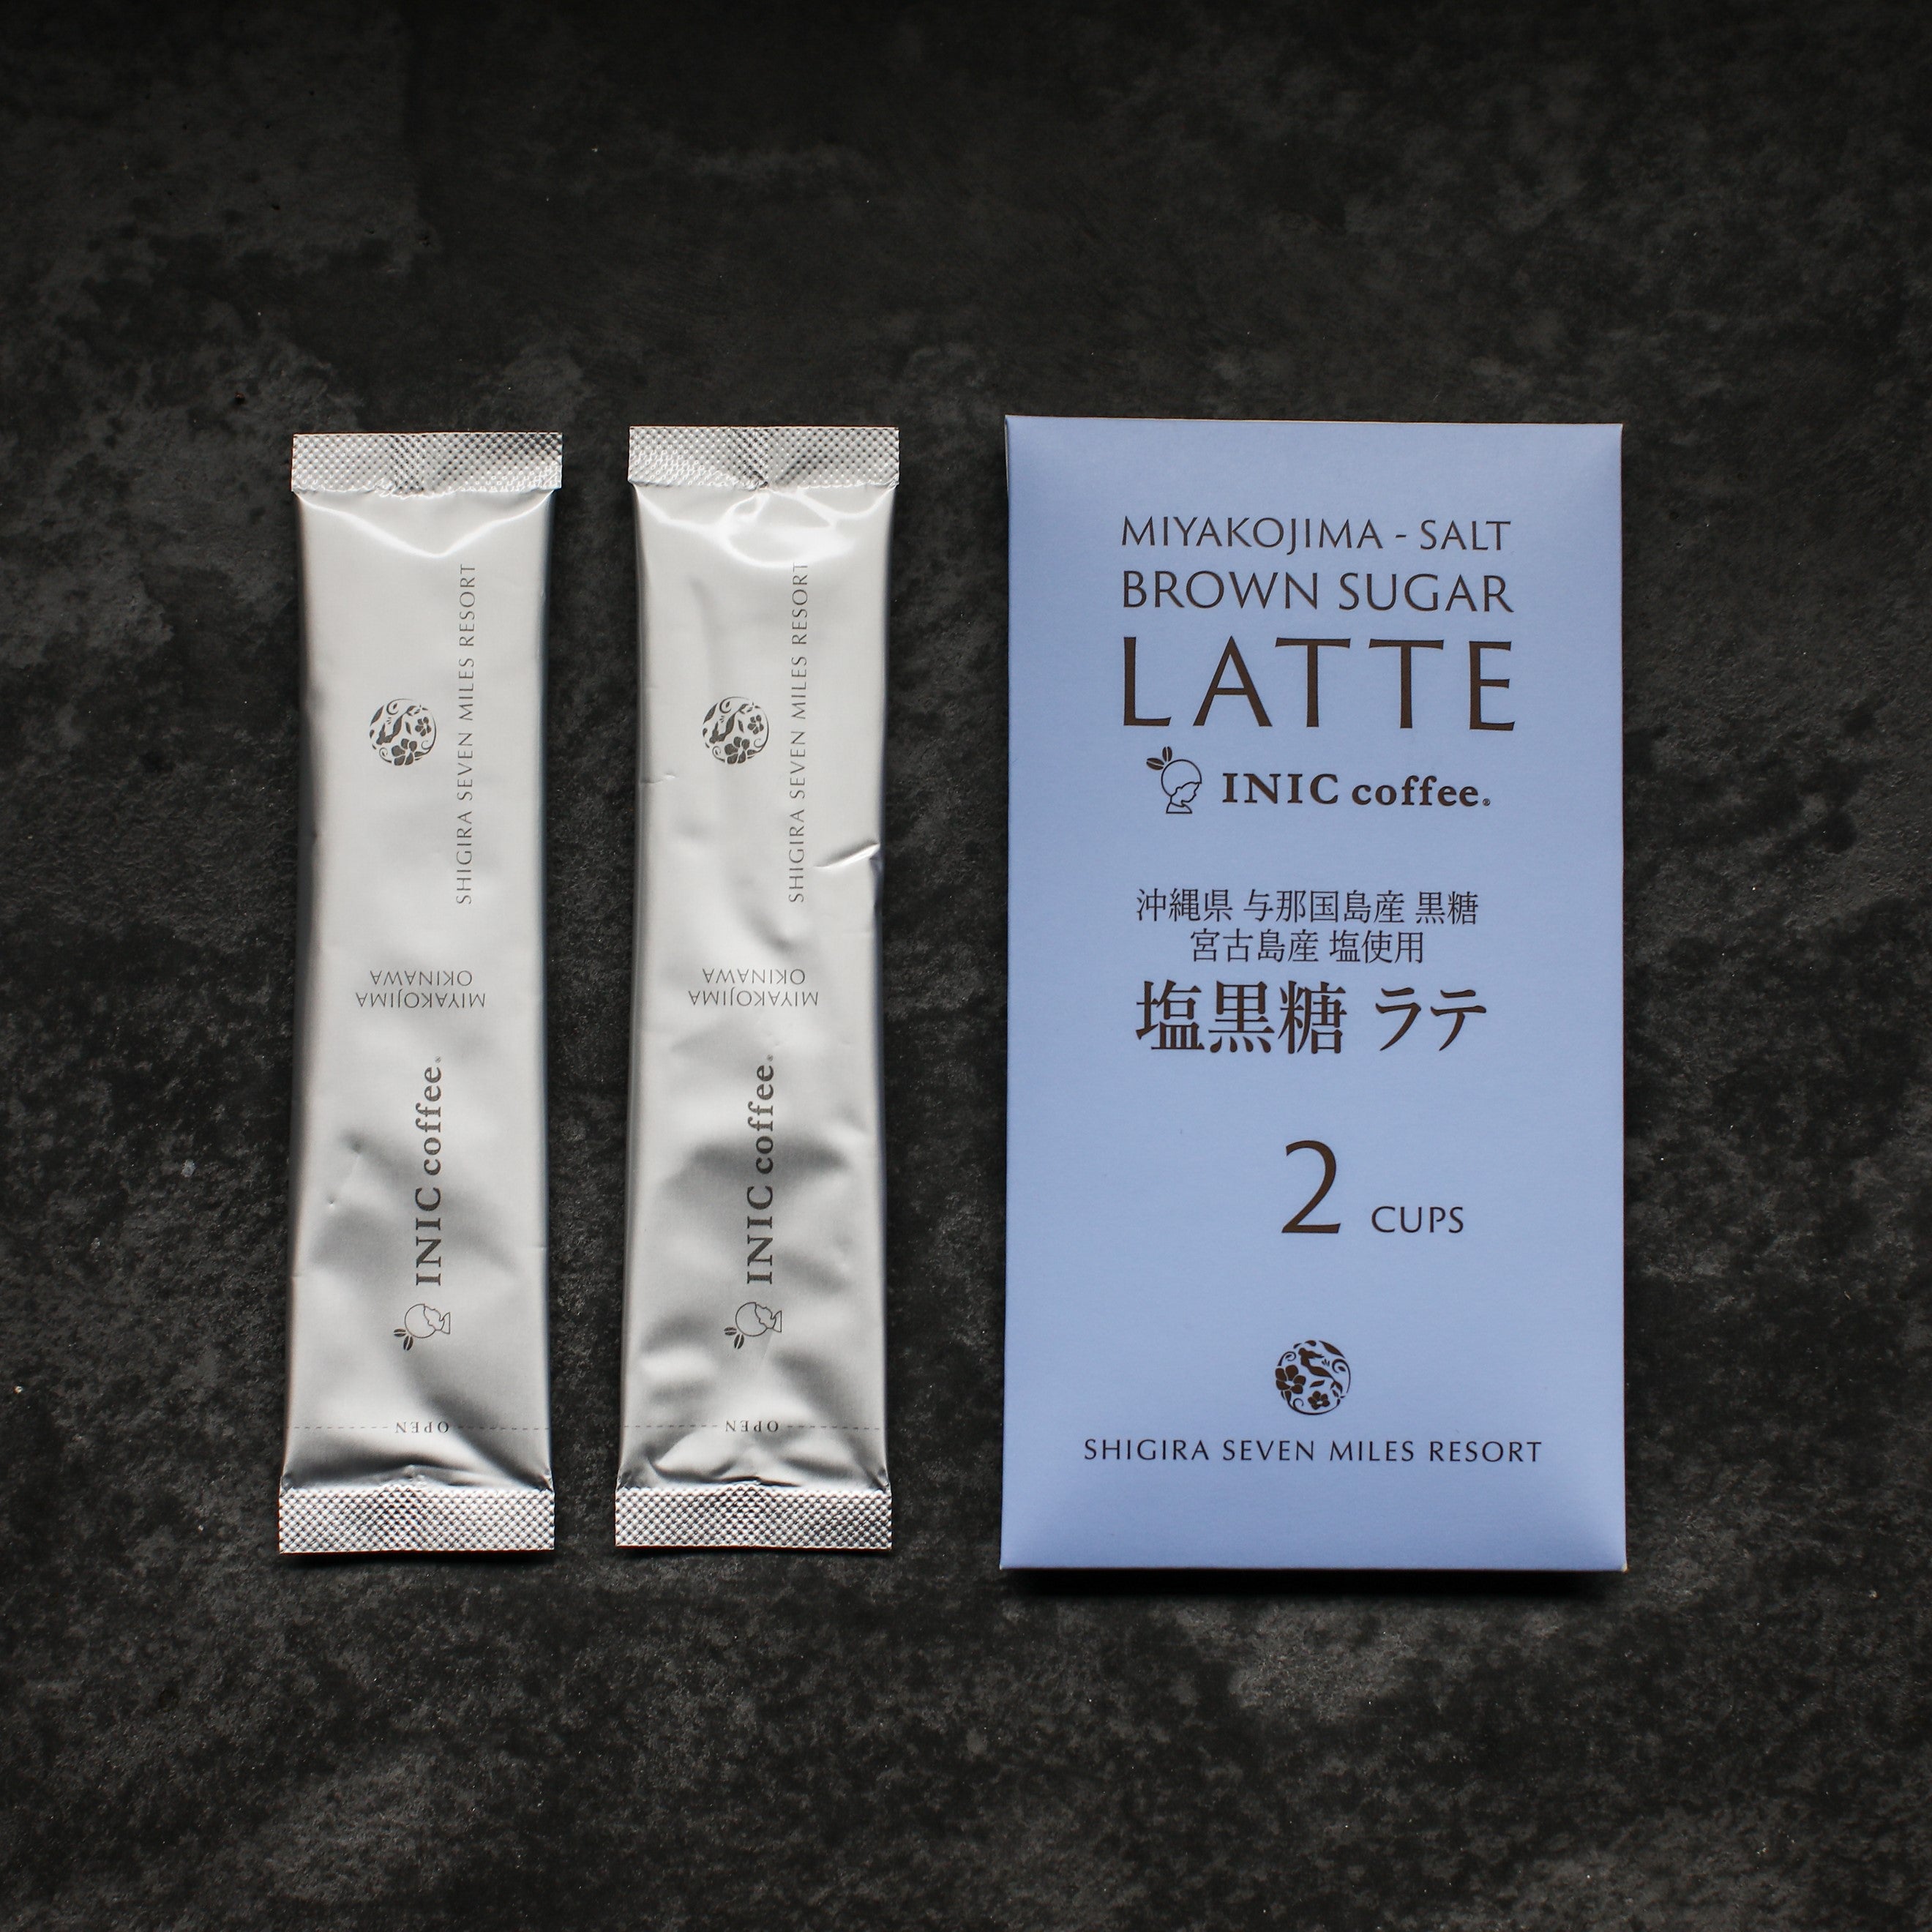 SHIGIRA SEVEN MILES RESORT
MIYAKOJIMA
OKINAWA
INIC coffee®
OPEN
SHIGIRA SEVEN MILES RESORT
MIYAKOJIMA
OKINAWA
INIC coffee®
OPEN
MIYAKOJIMA - SALT
BROWN SUGAR
LATTE
INIC coffee®
沖縄県 与那国島産 黒糖
宮古島産 塩使用
塩黒糖 ラテ
2 CUPS
SHIGIRA SEVEN MILES RESORT